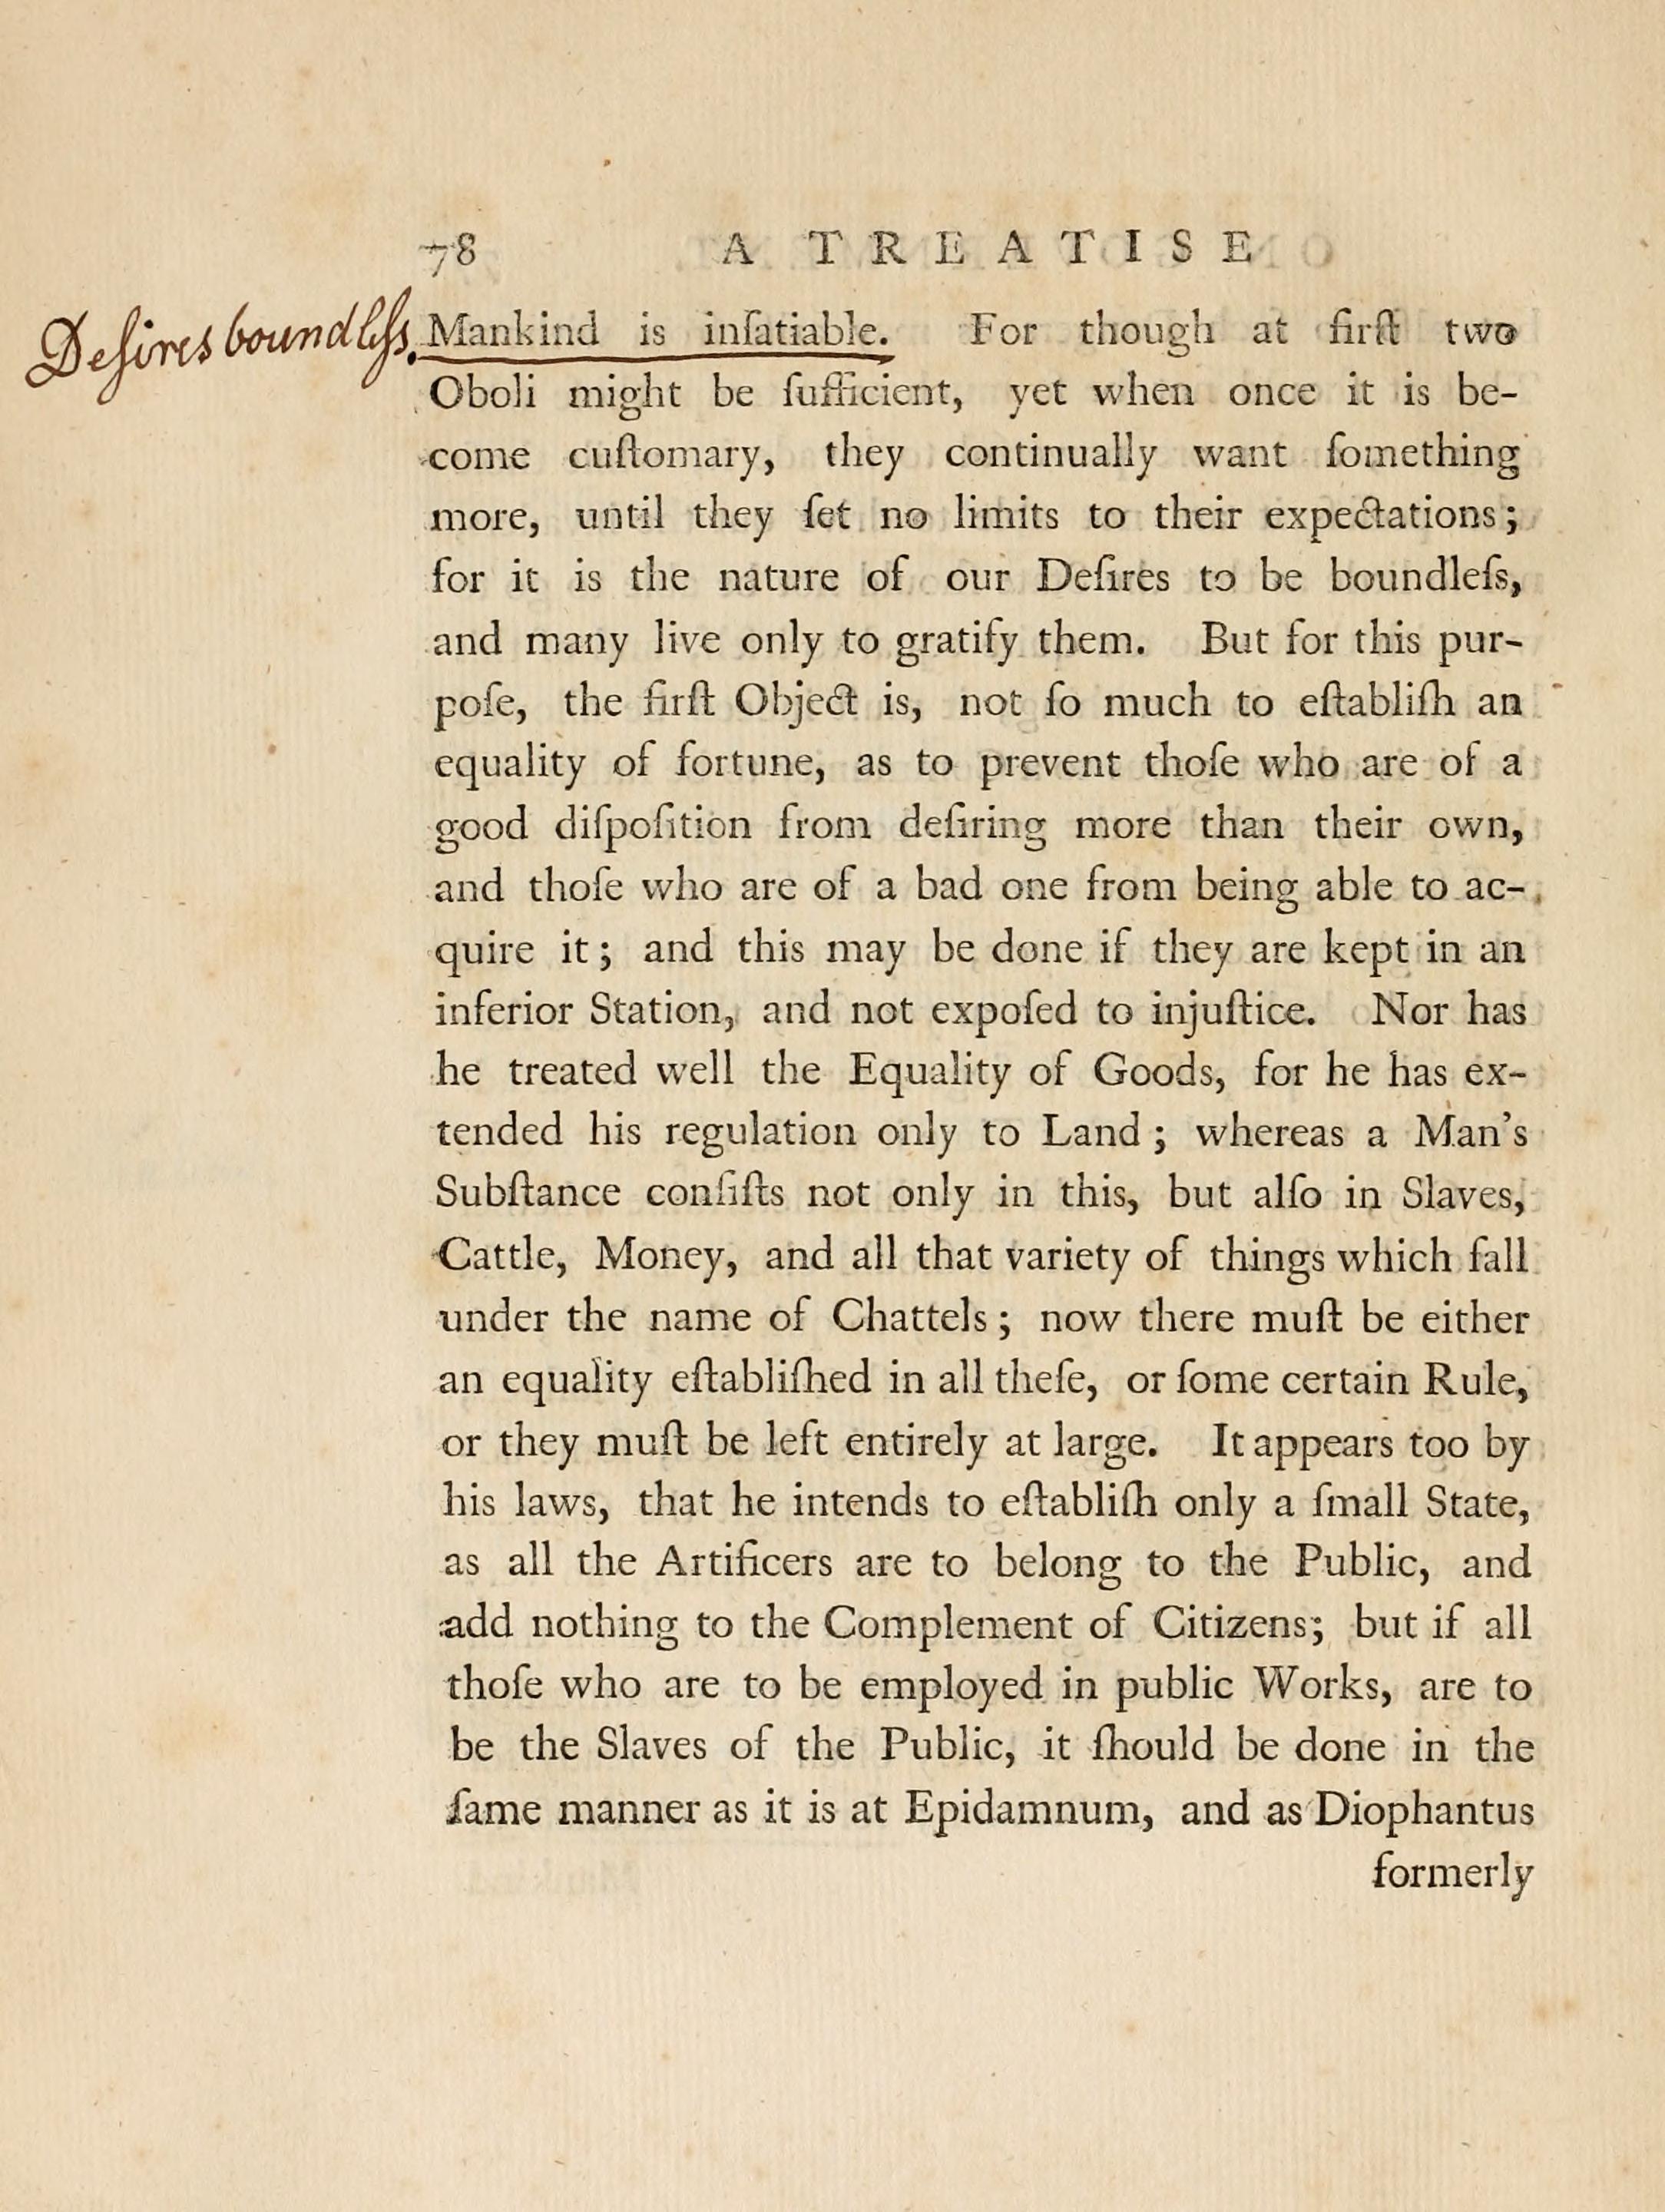 78 A TREATISE
Deſires boundleſs.
Mankind is inſatiable. For though at firſt two
Oboli might be ſufficient, yet when once it is be-
come cuſtomary, they continually want ſomething
more, until they ſet no limits to their expectations;
for it is the nature of our Deſires to be boundleſs,
and many live only to gratify them. But for this pur-
poſe, the firſt Object is, not ſo much to eſtabliſh an
equality of fortune, as to prevent thoſe who are of a
good diſpoſition from deſiring more than their own,
and thoſe who are of a bad one from being able to ac-
quire it; and this may be done if they are kept in an
inferior Station, and not expoſed to injuſtice. Nor has
he treated well the Equality of Goods, for he has ex-
tended his regulation only to Land; whereas a Man's
Subſtance conſiſts not only in this, but alſo in Slaves,
Cattle, Money, and all that variety of things which fall
under the name of Chattels; now there muſt be either
an equality eſtabliſhed in all theſe, or ſome certain Rule,
or they muſt be left entirely at large. It appears too by
his laws, that he intends to eſtabliſh only a ſmall State,
as all the Artificers are to belong to the Public, and
add nothing to the Complement of Citizens; but if all
thoſe who are to be employed in public Works, are to
be the Slaves of the Public, it ſhould be done in the
ſame manner as it is at Epidamnum, and as Diophantus
formerly